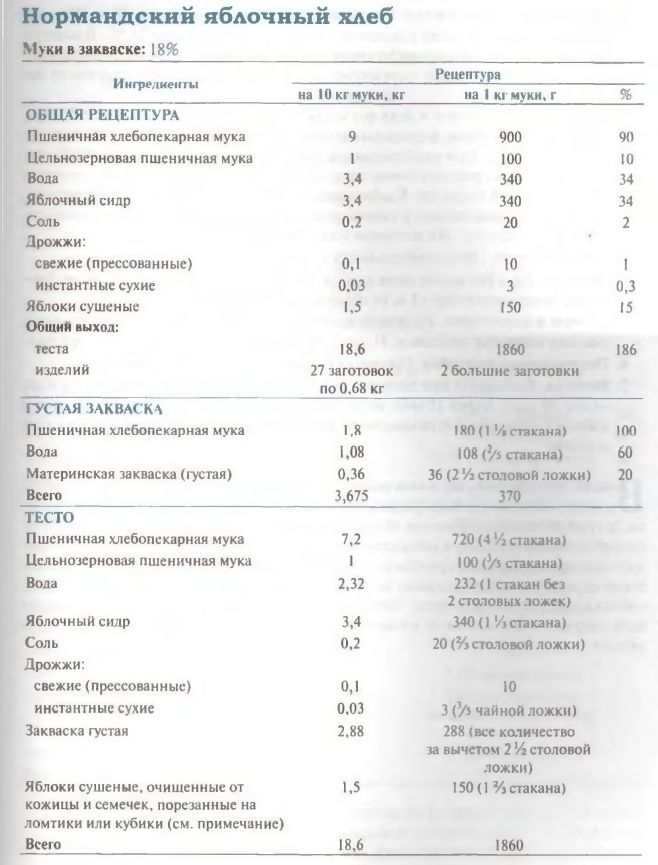 Нормандский яблочный хлеб
Муки в закваске: 18%
Ингредиенты
Рецептура
на 10 кг муки, кг
на 1 кг муки, г
%
ОБЩАЯ РЕЦЕПТУРА
Пшеничная хлебопекарная мука 9 900 90
Цельнозерновая пшеничная мука 1 100 10
Вода 3,4 340 34
Яблочный сидр 3,4 340 34
Соль 0,2 20 2
Дрожжи:
свежие (прессованные) 0,1 10 1
инстантные сухие 0,03 3 0,3
Яблоки сушеные 1,5 150 15
Общий выход:
теста 18,6 1860 186
изделий 27 заготовок 2 большие заготовки
по 0,68 кг
ГУСТАЯ ЗАКВАСКА
Пшеничная хлебопекарная мука 1,8 180 (1 ⅛ стакана) 100
Вода 1,08 108 (⅖ стакана) 60
Материнская закваска (густая) 0,36 36 (2 ½ столовой ложки) 20
Всего 3,675 370
ТЕСТО
Пшеничная хлебопекарная мука 7,2 720 (4 ½ стакана)
Цельнозерновая пшеничная мука 1 100 (⅗ стакана)
Вода 2,32 232 (1 стакан без
2 столовых ложек)
Яблочный сидр 3,4 340 (1 ⅓ стакана)
Соль 0,2 20 (⅔ столовой ложки)
Дрожжи:
свежие (прессованные) 0,1 10
инстантные сухие 0,03 3 (⅗ чайной ложки)
Закваска густая 2,88 288 (все количество
за вычетом 2 ½ столовой
ложки)
Яблоки сушеные, очищенные от 1,5 150 (1 ⅔ стакана)
кожицы и семечек, порезанные на
ломтики или кубики (см. примечание)
Всего 18,6 1860